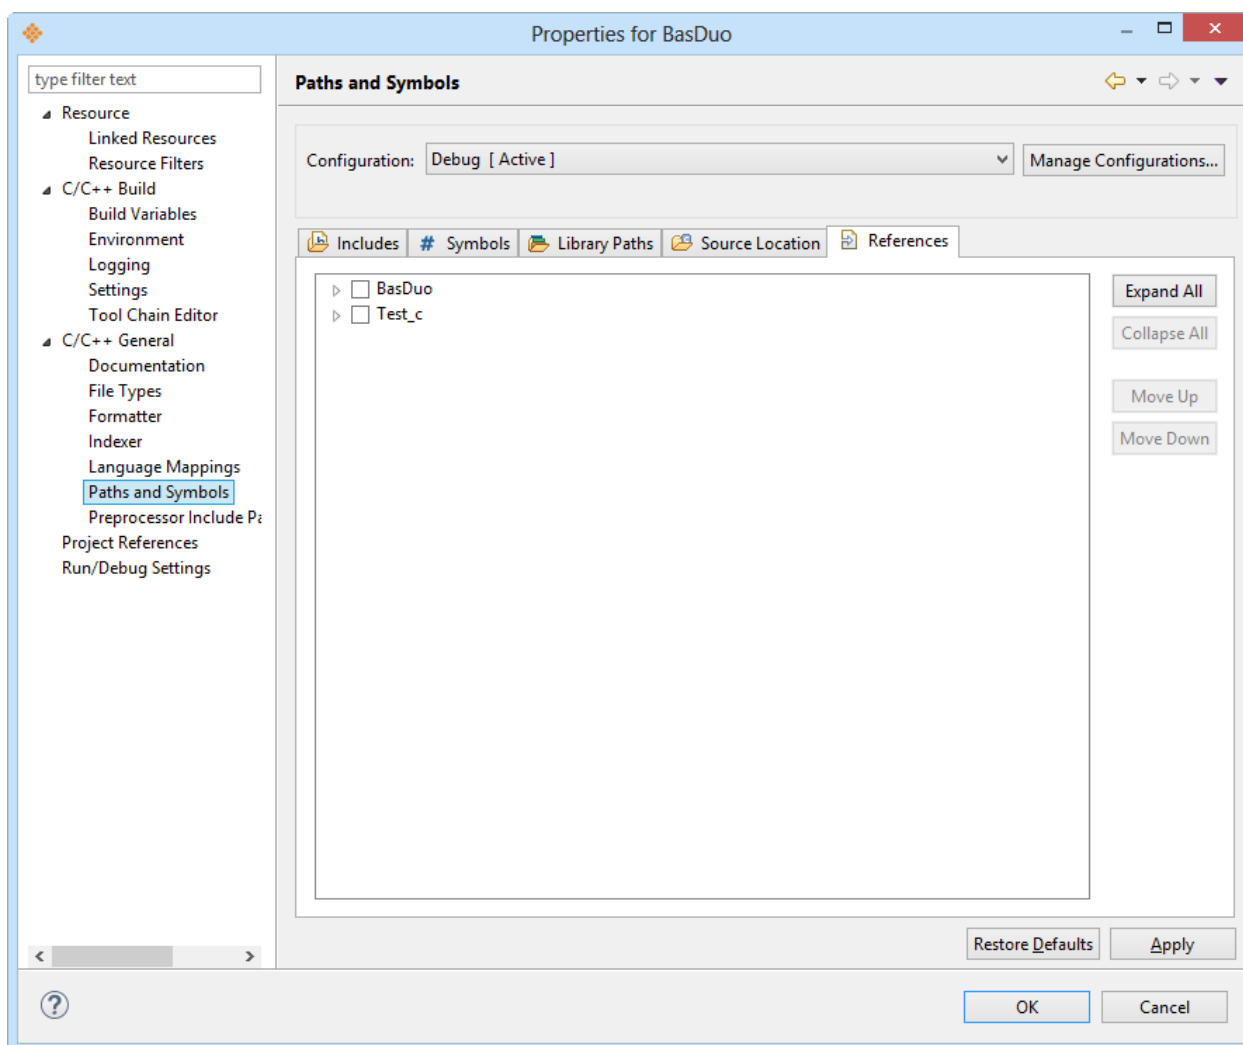 Properties for BasDuo
type filter text
Resource
Linked Resources
Resource Filters
C/C++ Build
Build Variables
Environment
Logging
Settings
Tool Chain Editor
C/C++ General
Documentation
File Types
Formatter
Indexer
Language Mappings
Paths and Symbols
Preprocessor Include Pa
Project References
Run/Debug Settings
Paths and Symbols
Configuration: Debug [ Active ] Manage Configurations...
Includes # Symbols Library Paths Source Location References
BasDuo
Test_c
Expand All
Collapse All
Move Up
Move Down
Restore Defaults Apply
OK Cancel